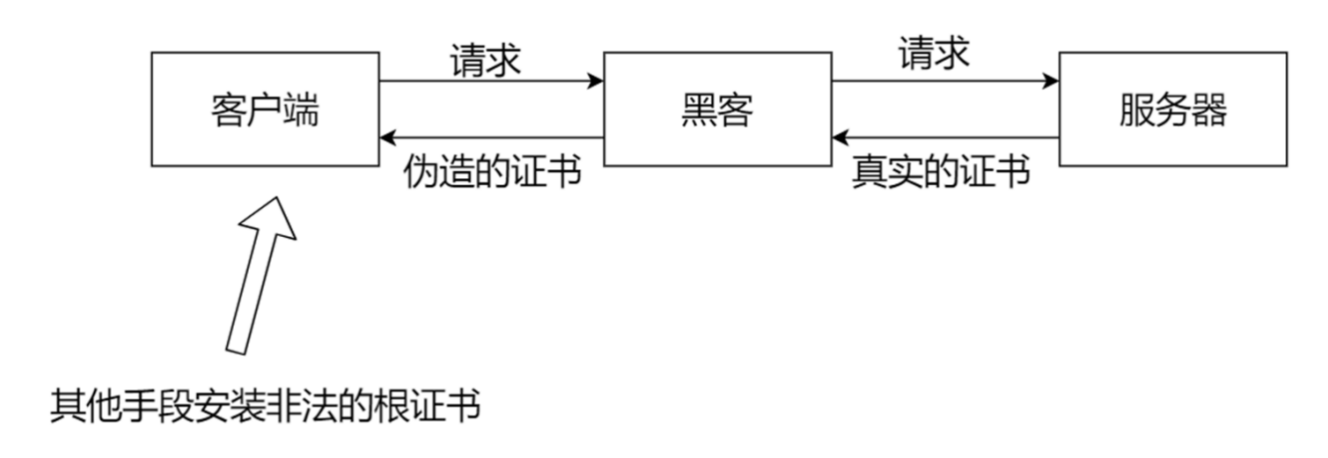 请求
请求
客户端
黑客
服务器
伪造的证书
真实的证书
其他手段安装非法的根证书